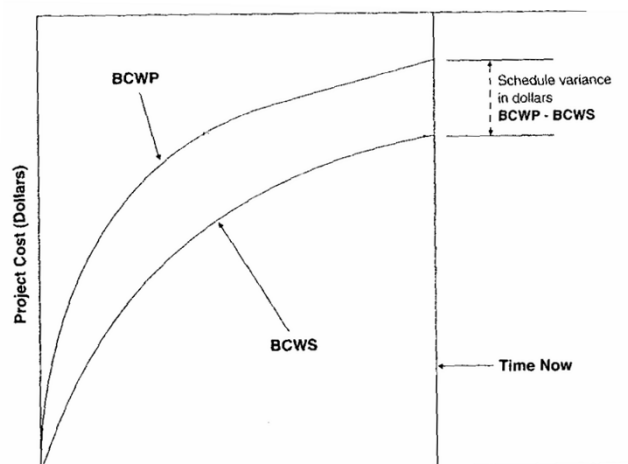 BCWP
Schedule variance
in dollars
BCWP - BCWS
Project Cost (Dollars)
BCWS
Time Now